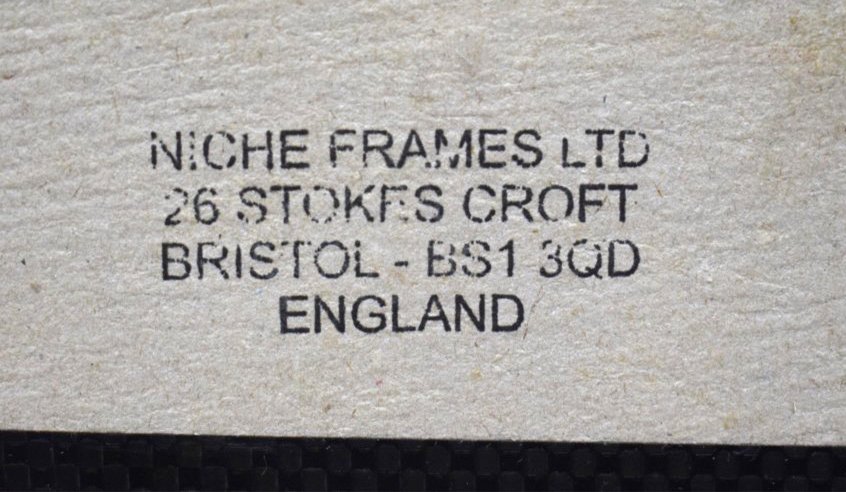 NICHE FRAMES LTD
26 STOKES CROFT
BRISTOL - BS1 3QD
ENGLAND